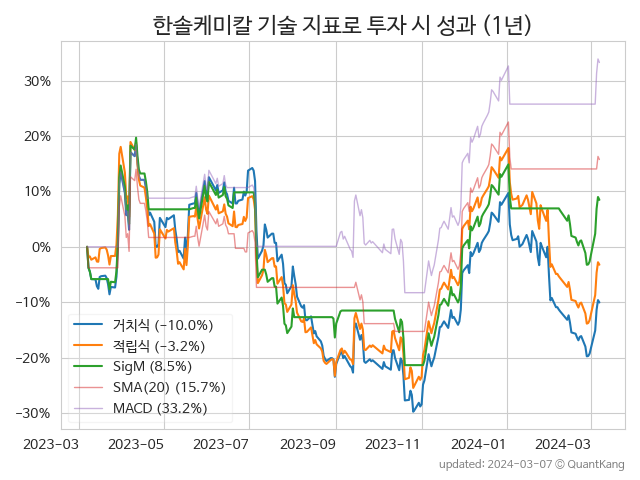 한솔케미칼 기술 지표로 투자 시 성과 (1년)
30%
20%
10%
0%
−10%
−20%
−30%
거치식 (−10.0%)
적립식 (−3.2%)
SigM (8.5%)
SMA(20) (15.7%)
MACD (33.2%)
2023−03
2023−05
2023−07
2023−09
2023−11
2024−01
2024−03
updated: 2024−03−07 © QuantKang